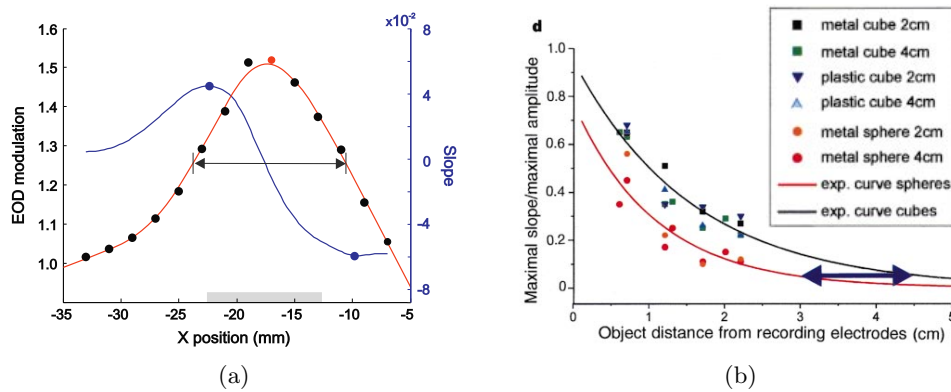 a
x10⁻²
EOD modulation
1.6
1.5
1.4
1.3
1.2
1.1
1.0
8
4
0
-4
-8
Slope
-35
-30
-25
-20
-15
-10
-5
X position (mm)
(a)
d
Maximal slope/maximal amplitude
1.0
0.8
0.6
0.4
0.2
0
0
1
2
3
4
5
Object distance from recording electrodes (cm)
metal cube 2cm
metal cube 4cm
plastic cube 2cm
plastic cube 4cm
metal sphere 2cm
metal sphere 4cm
exp. curve spheres
exp. curve cubes
(b)